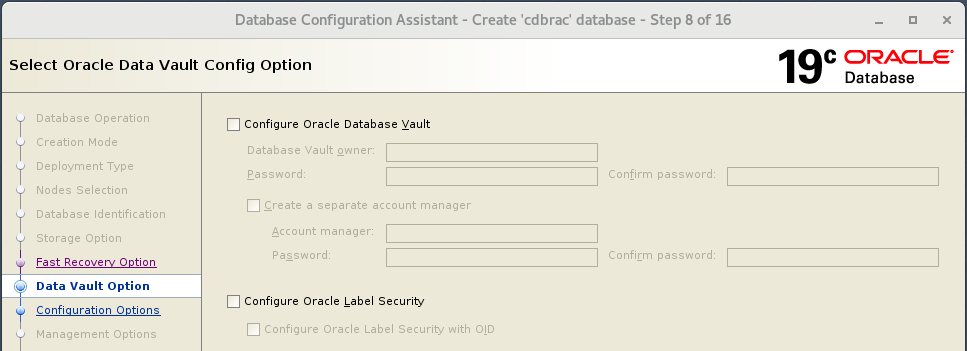 Database Configuration Assistant - Create 'cdbrac' database - Step 8 of 16
Select Oracle Data Vault Config Option
19c ORACLE
Database
Database Operation
Creation Mode
Deployment Type
Nodes Selection
Database Identification
Storage Option
Fast Recovery Option
Data Vault Option
Configuration Options
Management Options
Configure Oracle Database Vault
Database Vault owner:
Password: Confirm password:
Create a separate account manager
Account manager:
Password: Confirm password:
Configure Oracle Label Security
Configure Oracle Label Security with OID